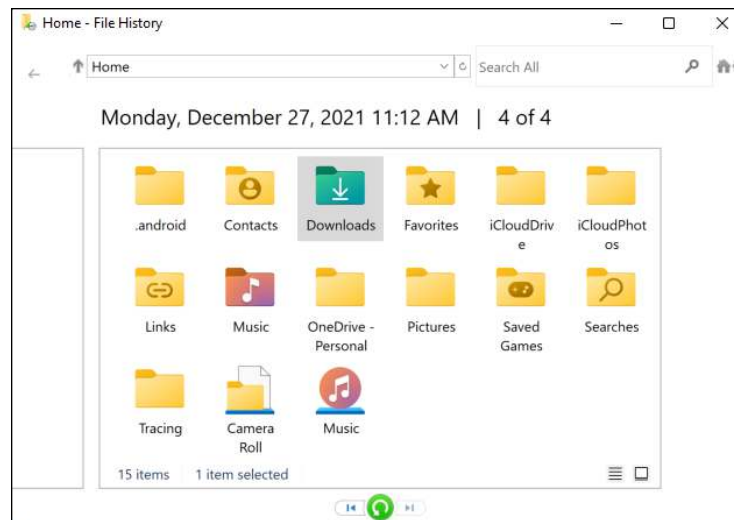 Home - File History
Home
Search All
Monday, December 27, 2021 11:12 AM | 4 of 4
.android
Contacts
Downloads
Favorites
iCloudDriv
e
iCloudPhot
os
Links
Music
OneDrive -
Personal
Pictures
Saved
Games
Searches
Tracing
Camera
Roll
Music
15 items
1 item selected